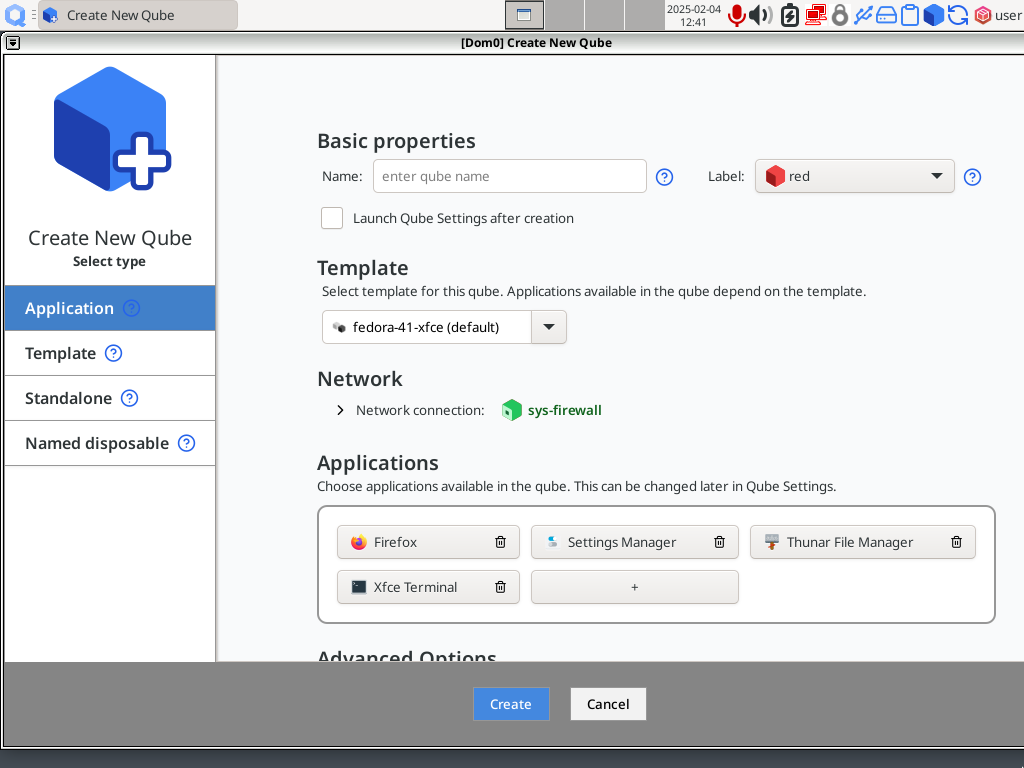 Create New Qube
2025-02-04
12:41
user
[Dom0] Create New Qube
Create New Qube
Select type
Application ?
Template ?
Standalone ?
Named disposable ?
Basic properties
Name: enter qube name ? Label: red ?
Launch Qube Settings after creation
Template
Select template for this qube. Applications available in the qube depend on the template.
fedora-41-xfce (default)
Network
Network connection: sys-firewall
Applications
Choose applications available in the qube. This can be changed later in Qube Settings.
Firefox Settings Manager Thunar File Manager
Xfce Terminal +
Advanced Options
Create Cancel